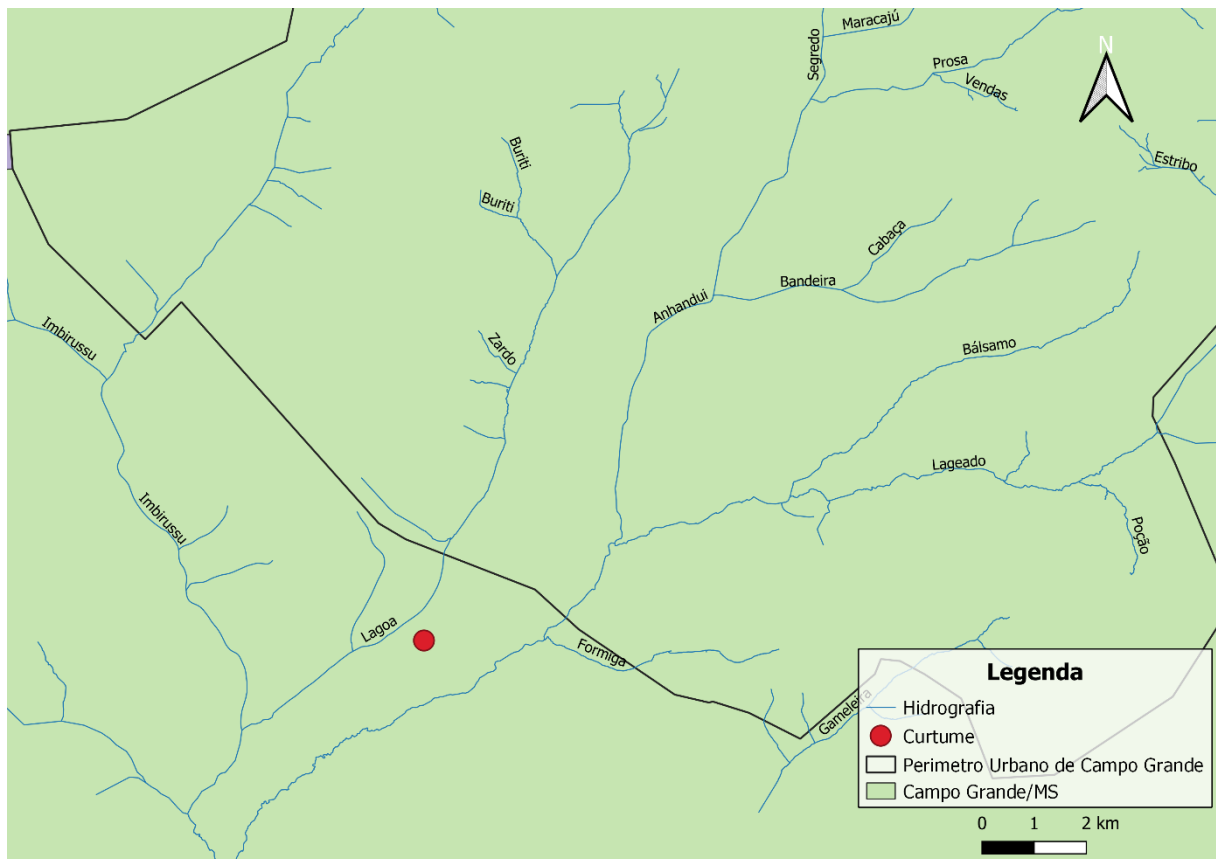 Maracajú
Segredo
N
Prosa
Vendas
Buriti
Estribo
Buriti
Cabaça
Bandeira
Anhandui
Imbirussu
Zardo
Bálsamo
Lageado
Imbirussu
Poção
Lagoa
Formiga
Gameleira
Legenda
Hidrografia
Curtume
Perimetro Urbano de Campo Grande
Campo Grande/MS
0 1 2 km